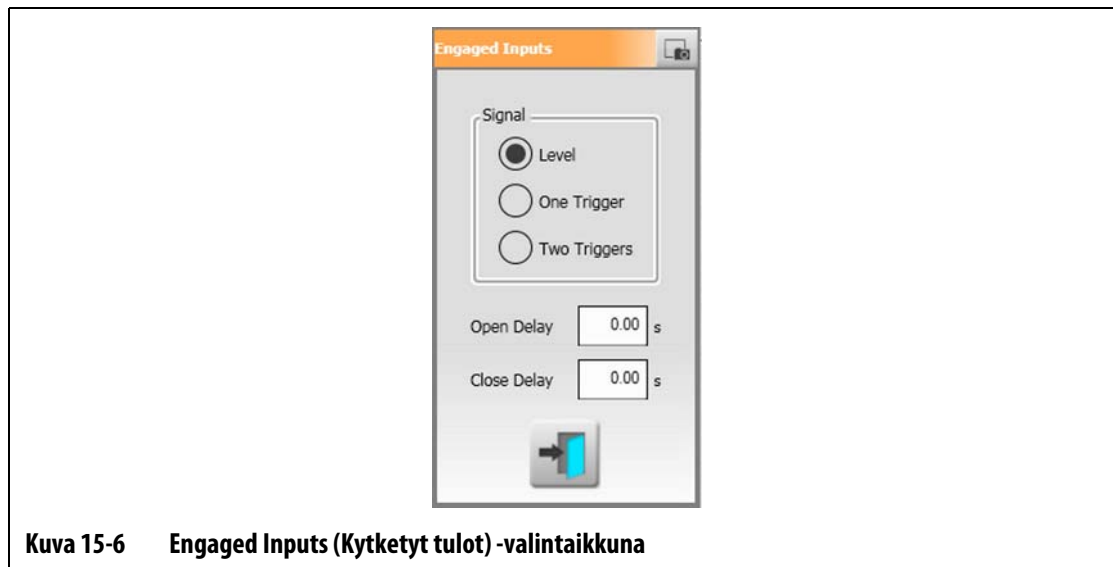 Engaged Inputs
Signal
Level
One Trigger
Two Triggers
Open Delay 0.00 s
Close Delay 0.00 s
Kuva 15-6 Engaged Inputs (Kytketyt tulot) -valintaikkuna